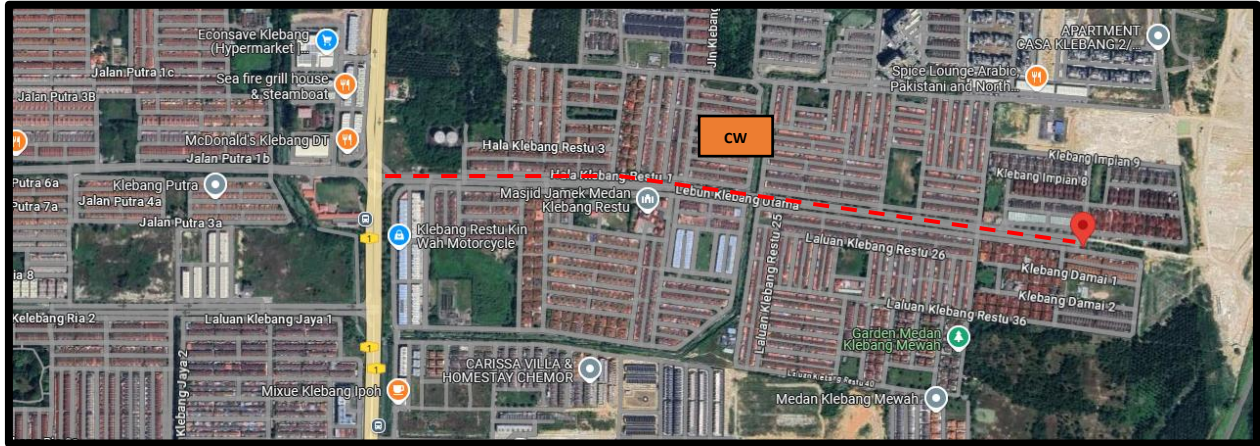 Econsave Klebang
(Hypermarket ...
Jalan Putra 1c
Sea fire grill house
& steamboat
Jalan Putra 3B
McDonald's Klebang DT
Jalan Putra 1b
Putra 6a
Klebang Putra
Putra 7a
Jalan Putra 4a
Jalan Putra 3a
1
Klebang Restu Kin
Wah Motorcycle
ia 8
Kelebang Ria 2
Laluan Klebang Jaya 1
Klebang Jaya 2
1
1
Mixue Klebang Ipoh
CARISSA VILLA &
HOMESTAY CHEMOR
Jln Klebang
APARTMENT
CASA KLEBANG 2/...
Spice Lounge Arabic,
Pakistani and North...
CW
Hala Klebang Restu 3
Hala Klebang Restu 1
Masjid Jamek Medan
Klebang Restu
Lebuh Klebang Utama
Klebang Impian 9
Klebang Impian 8
Laluan Klebang Restu 25
Laluan Klebang Restu 26
Klebang Damai 1
Klebang Damai 2
Laluan Klebang Restu 36
Garden Medan
Klebang Mewah
Laluan Klebang Restu 40
Medan Klebang Mewah